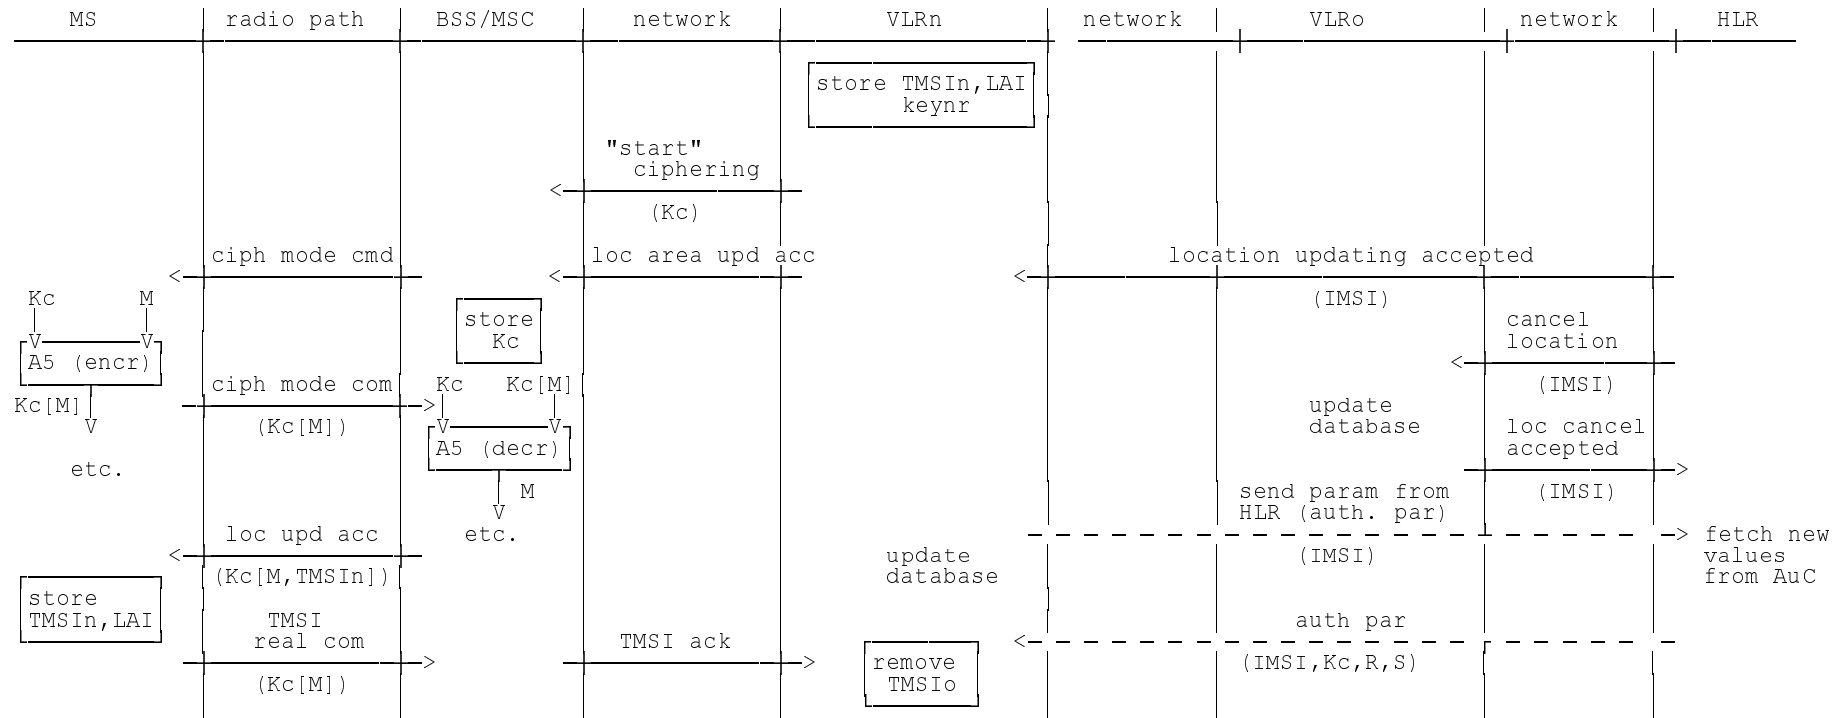 MS radio path BSS/MSC network VLRn network VLRo network HLR
store TMSIn,LAI
keynr
"start"
ciphering
(Kc)
ciph mode cmd loc area upd acc location updating accepted
Kc M (IMSI)
store cancel
V V Kc location
A5 (encr)
ciph mode com Kc Kc[M] (IMSI)
Kc[M] update
V (Kc[M]) V V database loc cancel
A5 (decr) accepted
etc.
M send param from (IMSI)
V HLR (auth. par)
loc upd acc etc. fetch new
update (IMSI) values
(Kc[M,TMSIn]) database from AuC
store
TMSIn,LAI TMSI auth par
real com TMSI ack
(Kc[M]) remove (IMSI,Kc,R,S)
TMSIo